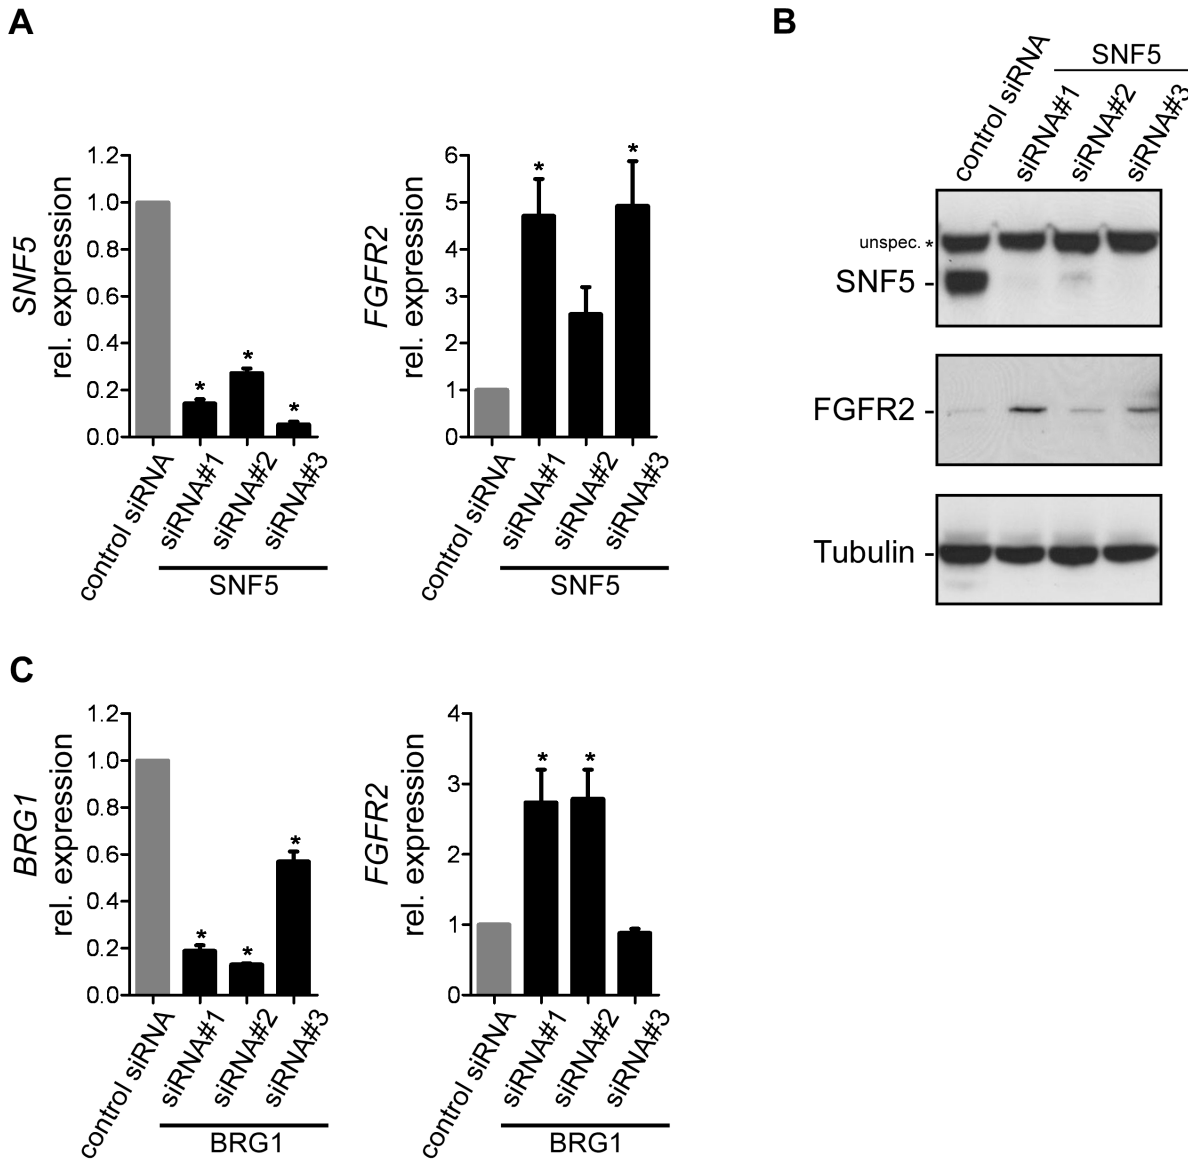 A
SNF5
rel. expression
1.2
1.0
0.8
0.6
0.4
0.2
0.0
*
*
*
control siRNA
siRNA#1
siRNA#2
siRNA#3
SNF5
FGFR2
rel. expression
6
5
4
3
2
1
0
*
*
control siRNA
siRNA#1
siRNA#2
siRNA#3
SNF5
B
SNF5
control siRNA
siRNA#1
siRNA#2
siRNA#3
unspec. *
SNF5 -
FGFR2 -
Tubulin -
C
BRG1
rel. expression
1.2
1.0
0.8
0.6
0.4
0.2
0.0
*
*
*
control siRNA
siRNA#1
siRNA#2
siRNA#3
BRG1
FGFR2
rel. expression
4
3
2
1
0
*
*
control siRNA
siRNA#1
siRNA#2
siRNA#3
BRG1